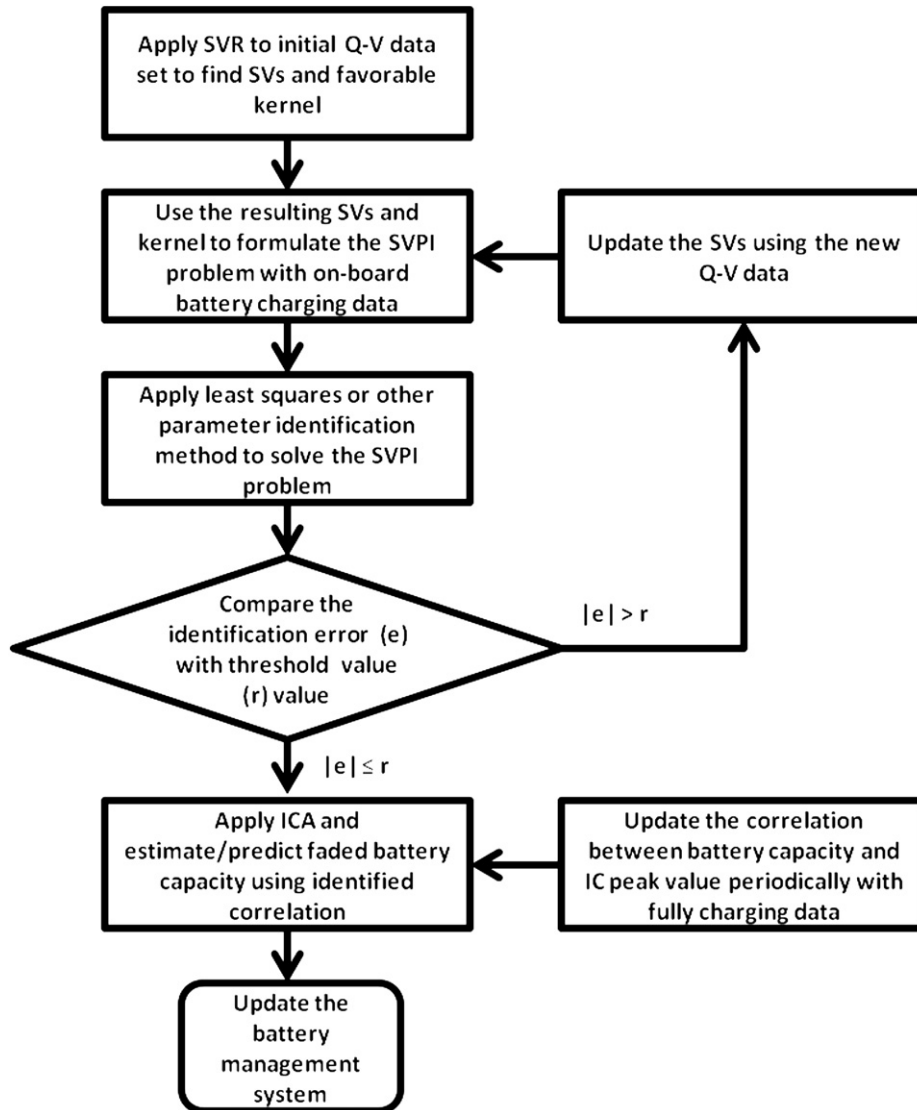 Apply SVR to initial Q-V data
set to find SVs and favorable
kernel
Use the resulting SVs and
kernel to formulate the SVPI
problem with on-board
battery charging data
Update the SVs using the new
Q-V data
Apply least squares or other
parameter identification
method to solve the SVPI
problem
Compare the
identification error (e)
with threshold value
(r) value
|e| > r
|e| ≤ r
Apply ICA and
estimate/predict faded battery
capacity using identified
correlation
Update the correlation
between battery capacity and
IC peak value periodically with
fully charging data
Update the
battery
management
system